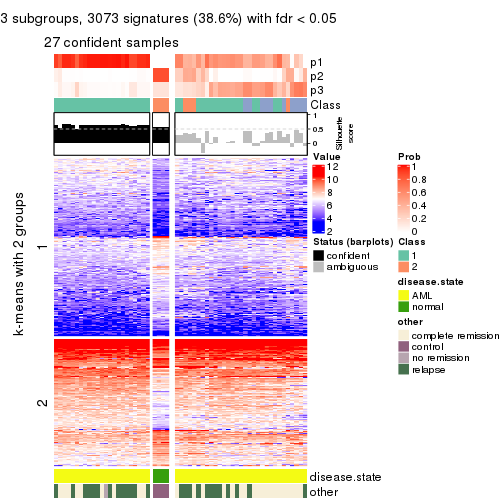 3 subgroups, 3073 signatures (38.6%) with fdr < 0.05
27 confident samples
p1
p2
p3
Class
1
0.5
0
Silhouette
score
k-means with 2 groups
1
2
Value
12
10
8
6
4
2
Prob
1
0.8
0.6
0.4
0.2
0
Status (barplots)
confident
ambiguous
Class
1
2
disease.state
AML
normal
other
complete remission
control
no remission
relapse
disease.state
other